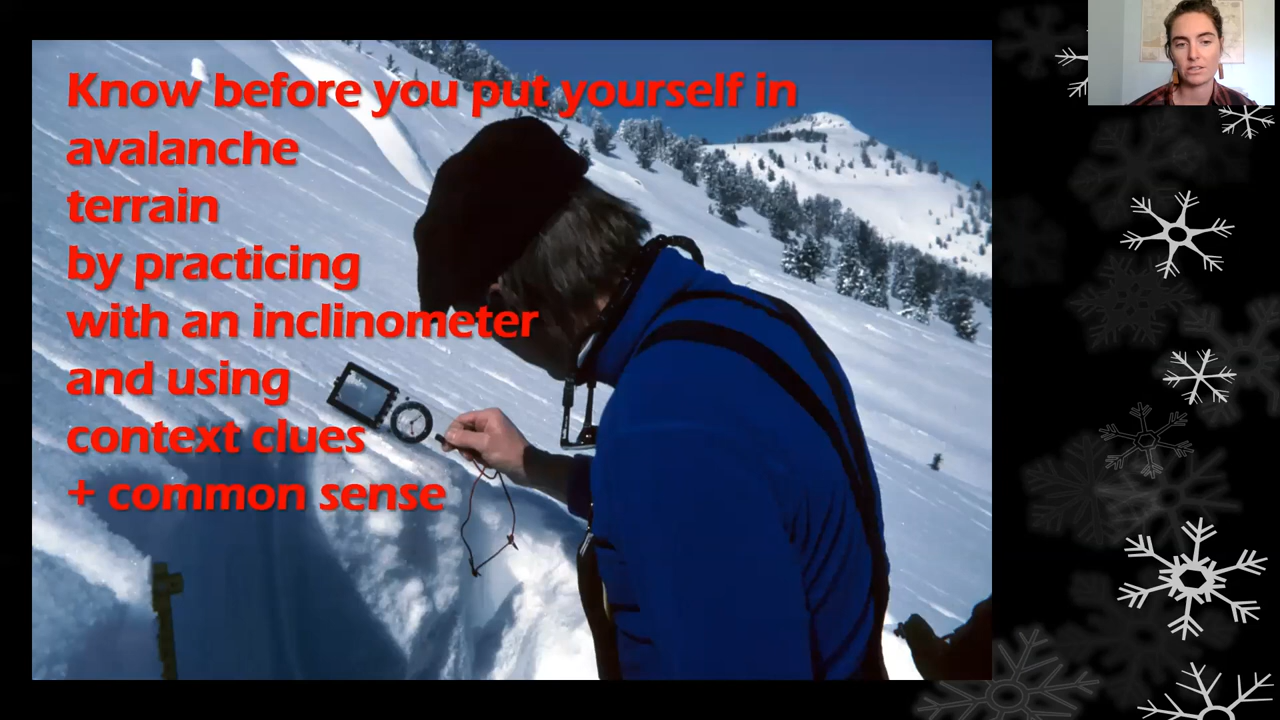 Know before you put yourself in
avalanche
terrain
by practicing
with an inclinometer
and using
context clues
+ common sense